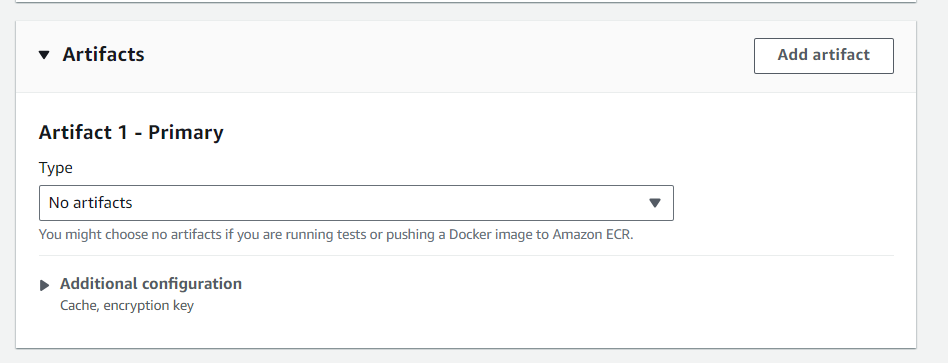 Artifacts
Add artifact
Artifact 1 - Primary
Type
No artifacts
You might choose no artifacts if you are running tests or pushing a Docker image to Amazon ECR.
Additional configuration
Cache, encryption key